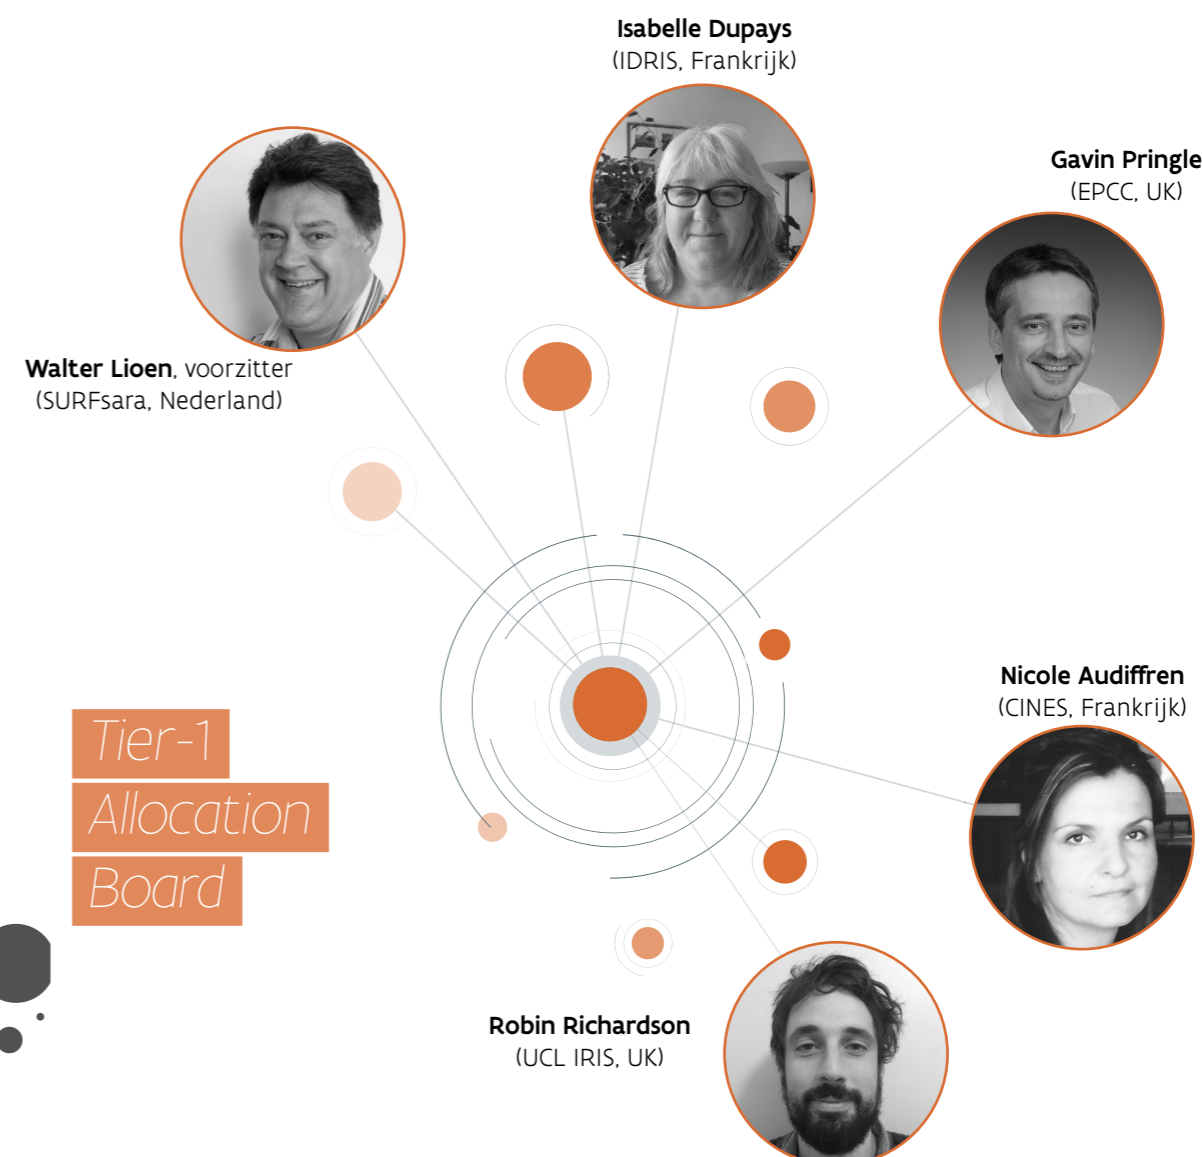 Isabelle Dupays
(IDRIS, Frankrijk)
Gavin Pringle
(EPCC, UK)
Walter Lioen, voorzitter
(SURFsara, Nederland)
Nicole Audiffren
(CINES, Frankrijk)
Tier-1
Allocation
Board
Robin Richardson
(UCL IRIS, UK)